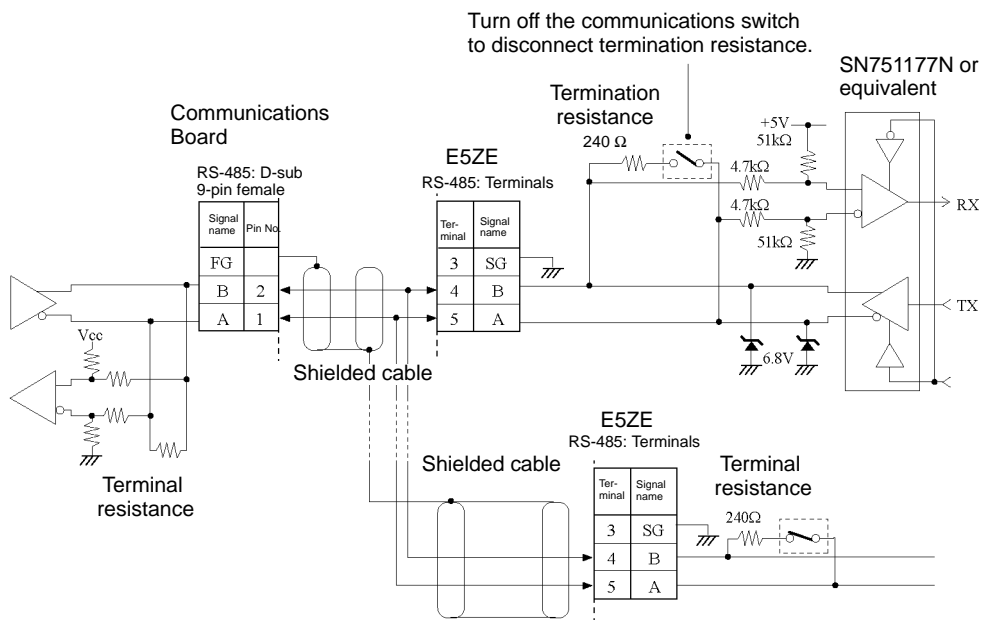 Turn off the communications switch
to disconnect termination resistance.
SN751177N or
equivalent
Termination
resistance
240 Ω
+5V
51kΩ
4.7kΩ
4.7kΩ
51kΩ
RX
TX
6.8V
Communications
Board
RS-485: D-sub
9-pin female
Signal name Pin No.
FG
B 2
A 1
E5ZE
RS-485: Terminals
Ter-minal Signal name
3 SG
4 B
5 A
Vcc
Shielded cable
Terminal
resistance
E5ZE
RS-485: Terminals
Shielded cable
Terminal
resistance
Ter-minal Signal name
3 SG
4 B
5 A
240Ω